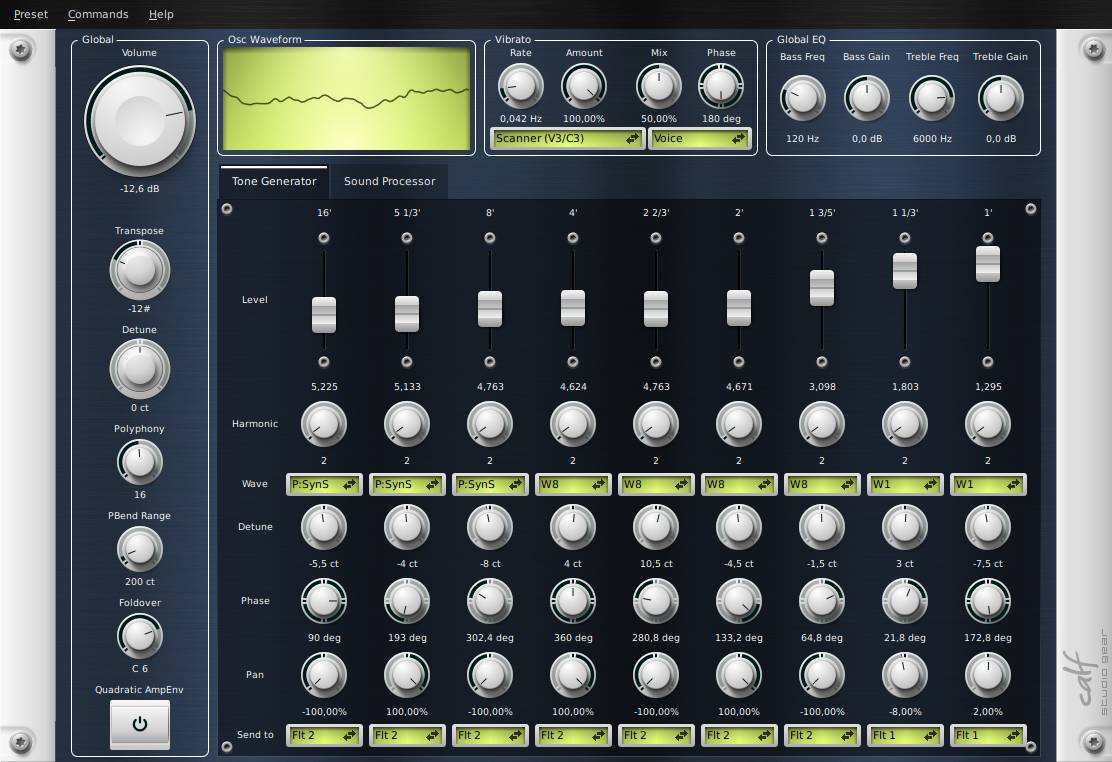 Preset Commands Help
Global
Volume
-12,6 dB
Transpose
-12#
Detune
0 ct
Polyphony
16
PBend Range
200 ct
Foldover
C 6
Quadratic AmpEnv
Osc Waveform
Vibrato
Rate Amount Mix Phase
0,042 Hz 100,00% 50,00% 180 deg
Scanner (V3/C3) Voice
Global EQ
Bass Freq Bass Gain Treble Freq Treble Gain
120 Hz 0,0 dB 6000 Hz 0,0 dB
Tone Generator Sound Processor
16' 5 1/3' 8' 4' 2 2/3' 2' 1 3/5' 1 1/3' 1'
Level
5,225 5,133 4,763 4,624 4,763 4,671 3,098 1,803 1,295
Harmonic
2 2 2 2 2 2 2 2 2
Wave P:SynS P:SynS P:SynS W8 W8 W8 W8 W1 W1
Detune
-5,5 ct -4 ct -8 ct 4 ct 10,5 ct -4,5 ct -1,5 ct 3 ct -7,5 ct
Phase
90 deg 193 deg 302,4 deg 360 deg 280,8 deg 133,2 deg 64,8 deg 21,8 deg 172,8 deg
Pan
-100,00% 100,00% -100,00% 100,00% -100,00% 100,00% -100,00% -8,00% 2,00%
Send to Flt 2 Flt 2 Flt 2 Flt 2 Flt 2 Flt 2 Flt 2 Flt 1 Flt 1
calf
studio gear